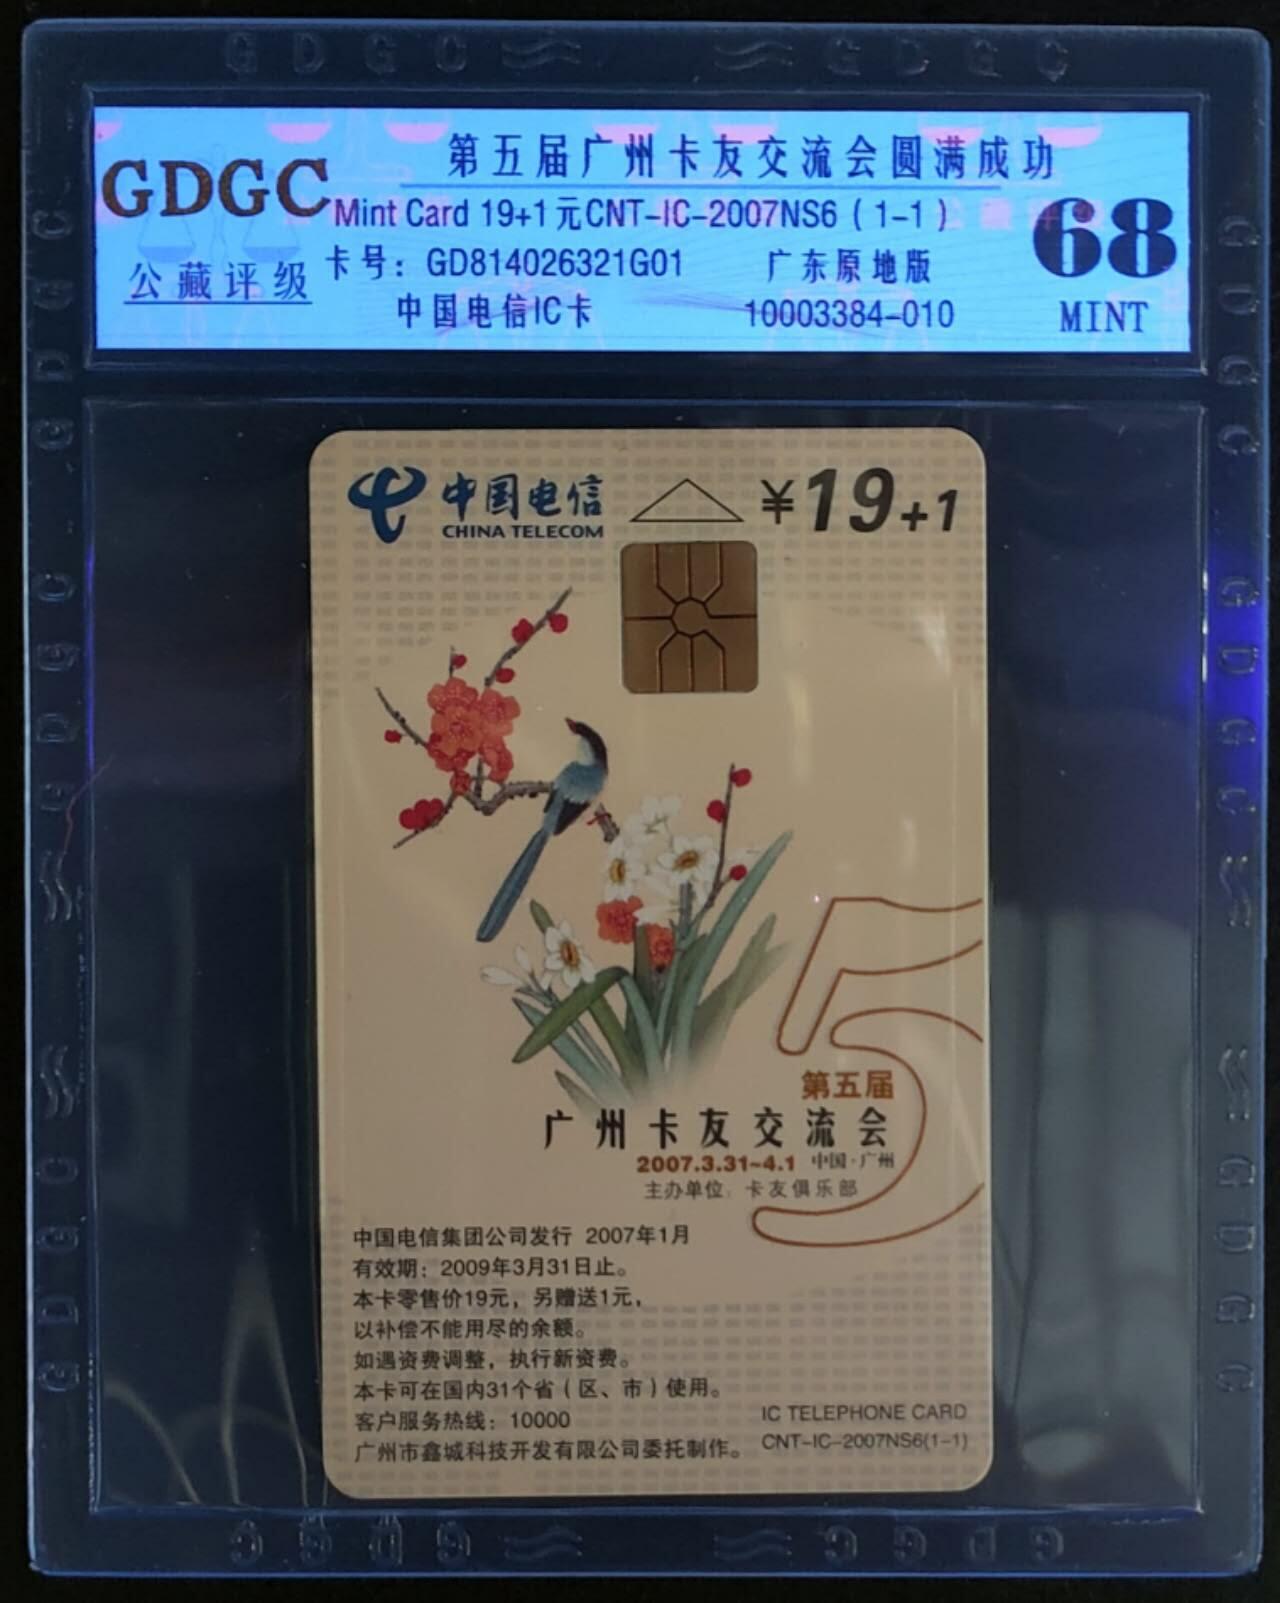 GDGC
公藏评级
第五届广州卡友交流会圆满成功
Mint Card 19+1元CNT-IC-2007NS6（1-1）
卡号：GD814026321G01 广东原地版
中国电信IC卡 10003384-010
68
MINT
中国电信
CHINA TELECOM
¥19+1
5
第五届
广州卡友交流会
2007.3.31~4.1 中国·广州
主办单位：卡友俱乐部
中国电信集团公司发行 2007年1月
有效期：2009年3月31日止。
本卡零售价19元，另赠送1元，
以补偿不能用尽的余额。
如遇资费调整，执行新资费。
本卡可在国内31个省（区、市）使用。
客户服务热线：10000
广州市鑫城科技开发有限公司委托制作。
IC TELEPHONE CARD
CNT-IC-2007NS6(1-1)